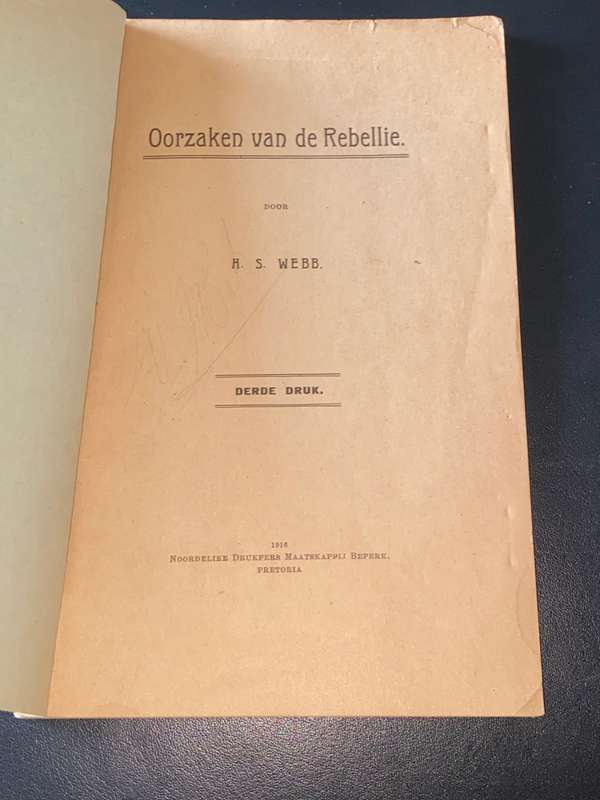 Oorzaken van de Rebellie.
DOOR
H. S. WEBB.
DERDE DRUK.
1916
NOORDELIKE DRUKPERS MAATSKAPPIJ BEPERK,
PRETORIA